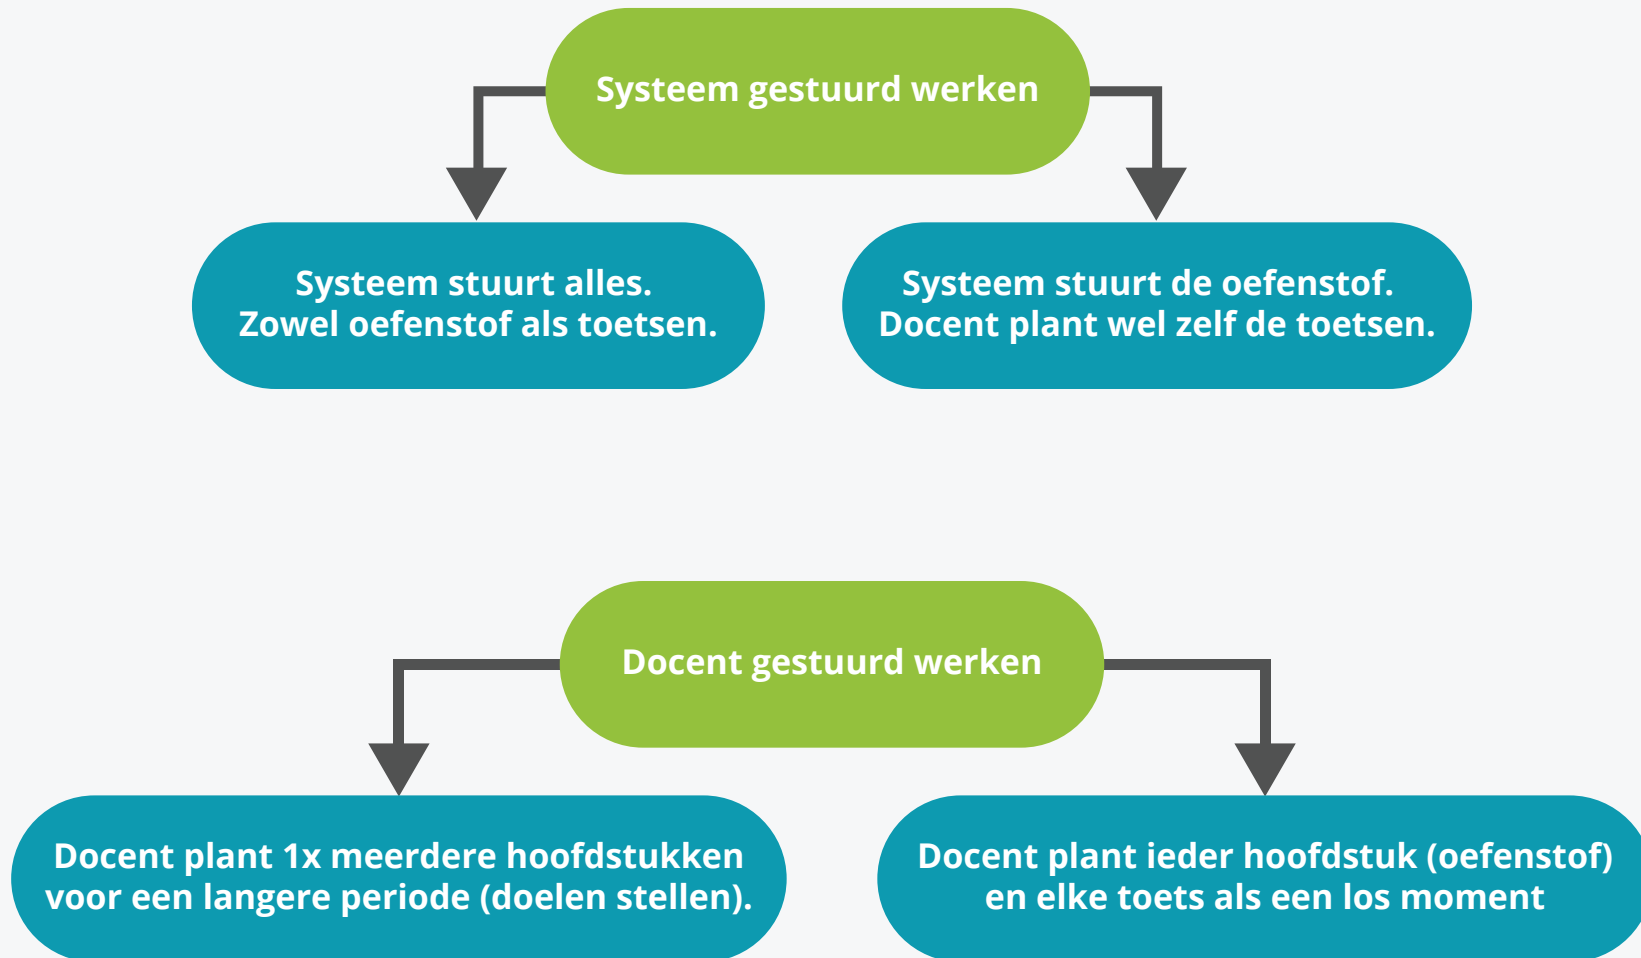 Systeem gestuurd werken
Systeem stuurt alles.
Zowel oefenstof als toetsen.
Systeem stuurt de oefenstof.
Docent plant wel zelf de toetsen.
Docent gestuurd werken
Docent plant 1x meerdere hoofdstukken
voor een langere periode (doelen stellen).
Docent plant ieder hoofdstuk (oefenstof)
en elke toets als een los moment